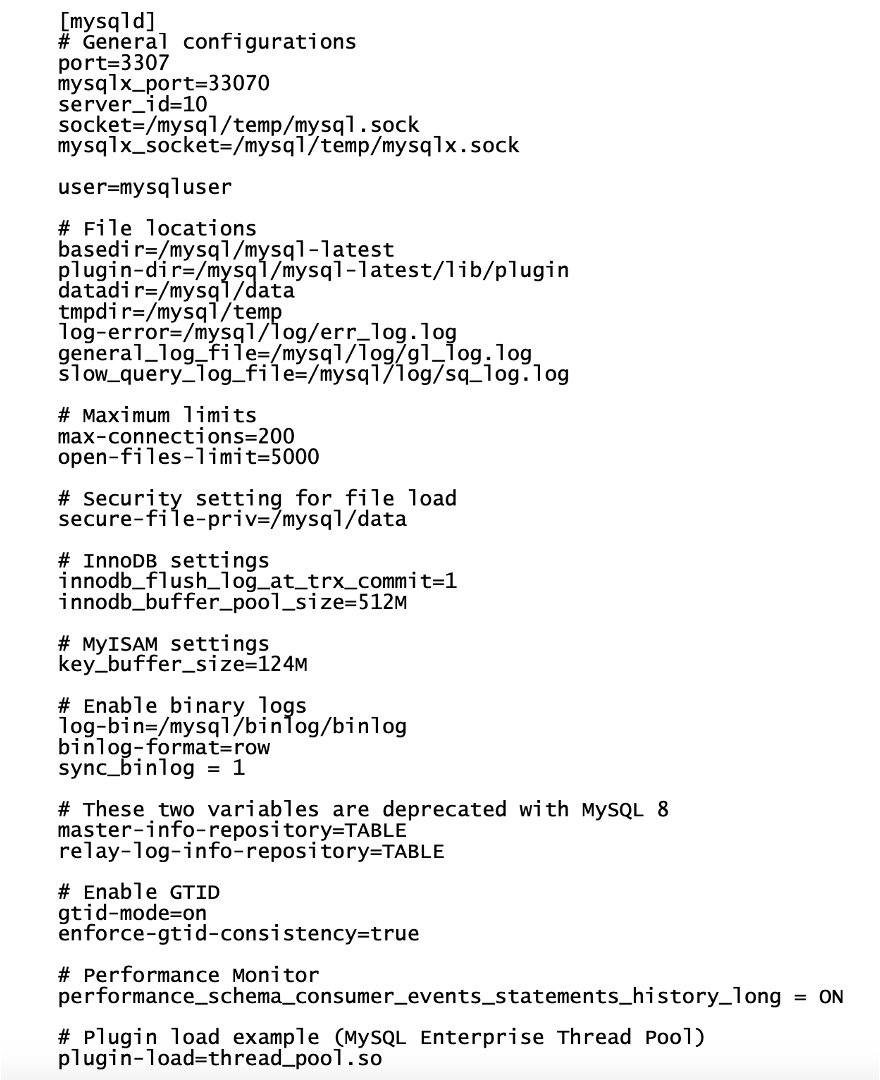 [mysqld]
# General configurations
port=3307
mysqlx_port=33070
server_id=10
socket=/mysql/temp/mysql.sock
mysqlx_socket=/mysql/temp/mysqlx.sock
user=mysqluser
# File locations
basedir=/mysql/mysql-latest
plugin-dir=/mysql/mysql-latest/lib/plugin
datadir=/mysql/data
tmpdir=/mysql/temp
log-error=/mysql/log/err_log.log
general_log_file=/mysql/log/gl_log.log
slow_query_log_file=/mysql/log/sq_log.log
# Maximum limits
max-connections=200
open-files-limit=5000
# Security setting for file load
secure-file-priv=/mysql/data
# InnoDB settings
innodb_flush_log_at_trx_commit=1
innodb_buffer_pool_size=512M
# MyISAM settings
key_buffer_size=124M
# Enable binary logs
log-bin=/mysql/binlog/binlog
binlog-format=row
sync_binlog = 1
# These two variables are deprecated with MySQL 8
master-info-repository=TABLE
relay-log-info-repository=TABLE
# Enable GTID
gtid-mode=on
enforce-gtid-consistency=true
# Performance Monitor
performance_schema_consumer_events_statements_history_long = ON
# Plugin load example (MySQL Enterprise Thread Pool)
plugin-load=thread_pool.so